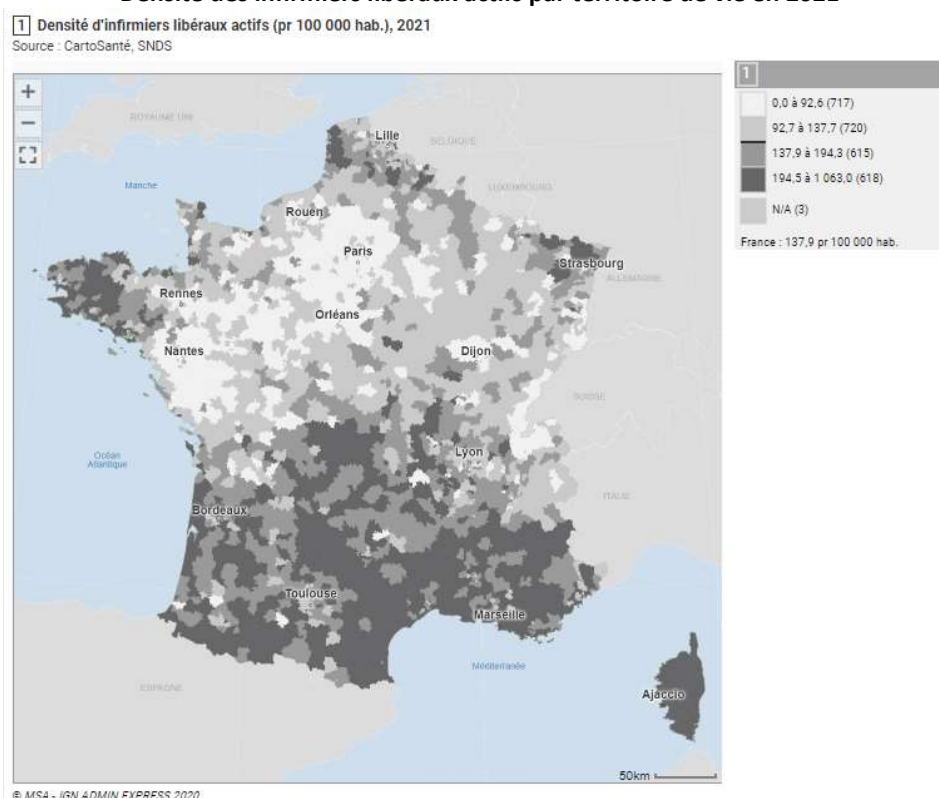 Densité des infirmiers libéraux actifs par territoire de vie en 2021
1 Densité d'infirmiers libéraux actifs (pr 100 000 hab.), 2021
Source : CartoSanté, SNDS
1
0,0 à 92,6 (717)
92,7 à 137,7 (720)
137,9 à 194,3 (615)
194,5 à 1 063,0 (618)
N/A (3)
France : 137,9 pr 100 000 hab.
+
−
ROYAUME UNI
Lille
BELGIQUE
Manche
LUXEMBOURG
Rouen
Paris
Strasbourg
ALLEMAGNE
Rennes
Orléans
Nantes
Dijon
SUISSE
Océan
Atlantique
Lyon
ITALIE
Bordeaux
Toulouse
Marseille
Méditerranée
ESPAGNE
Ajaccio
50km
© MSA - IGN ADMIN EXPRESS 2020